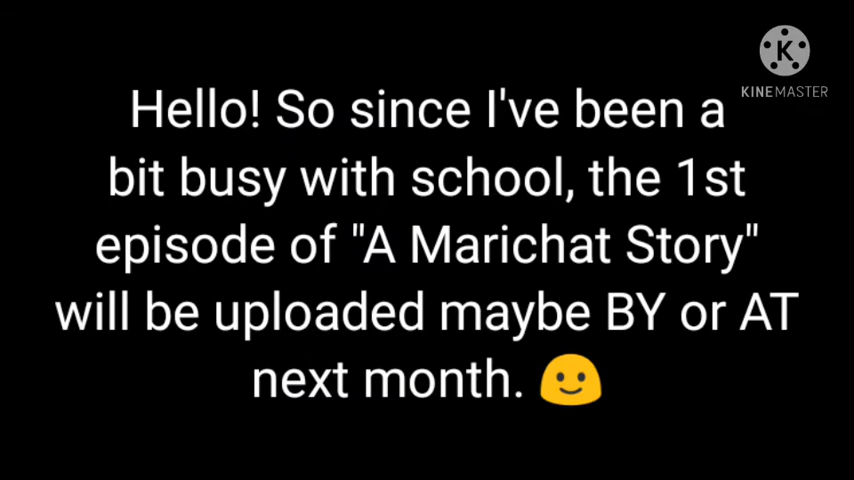 K
KINEMASTER
Hello! So since I've been a
bit busy with school, the 1st
episode of "A Marichat Story"
will be uploaded maybe BY or AT
next month. 🙂